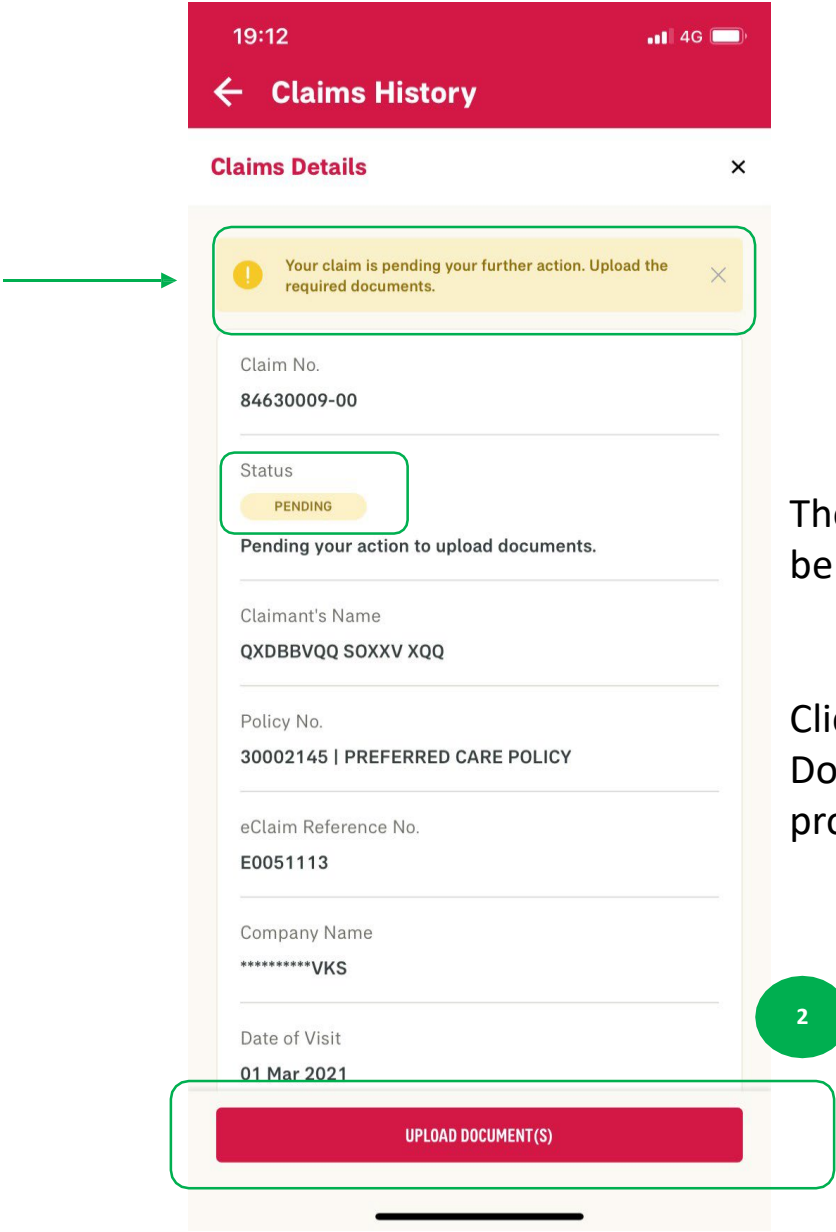 19:12
4G
Claims History
Claims Details
Your claim is pending your further action. Upload the
required documents.
Claim No.
84630009-00
Status
PENDING
Pending your action to upload documents.
Claimant's Name
QXDBBVQQ SOXXV XQQ
Policy No.
30002145 | PREFERRED CARE POLICY
eClaim Reference No.
E0051113
Company Name
**********VKS
Date of Visit
01 Mar 2021
UPLOAD DOCUMENT(S)
be
2